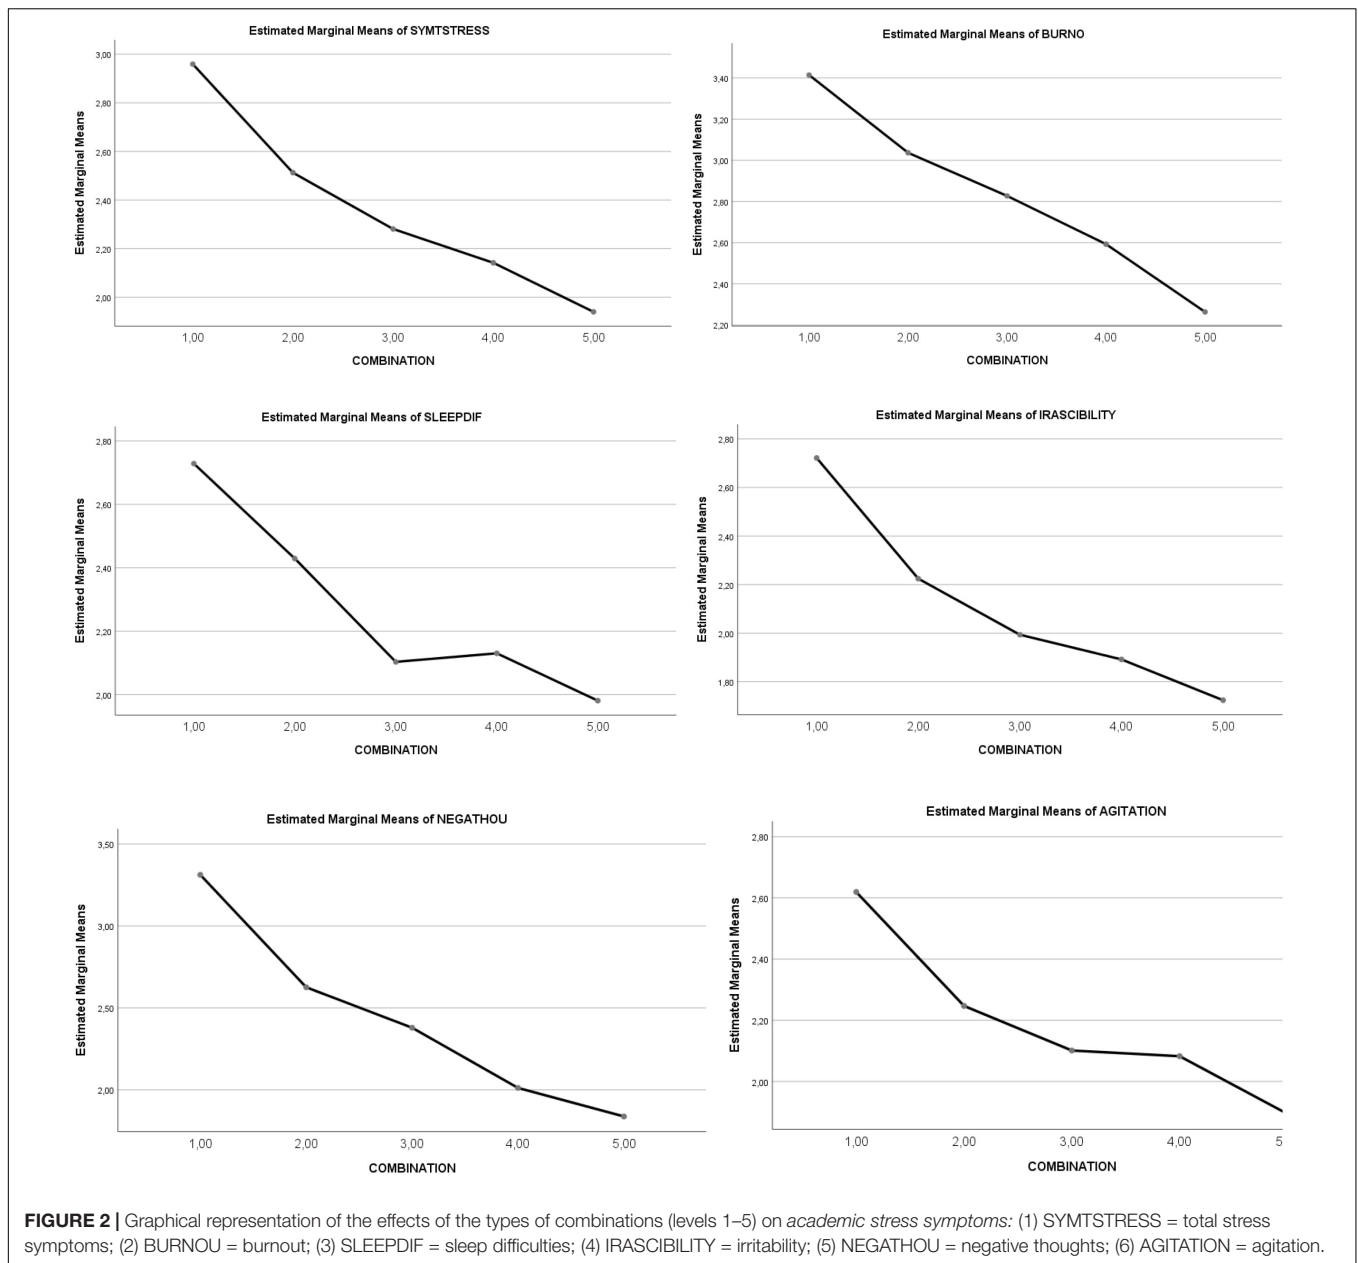 Estimated Marginal Means of SYMTSTRESS
Estimated Marginal Means
3,00
2,80
2,60
2,40
2,20
2,00
1,00 2,00 3,00 4,00 5,00
COMBINATION
Estimated Marginal Means of BURNO
Estimated Marginal Means
3,40
3,20
3,00
2,80
2,60
2,40
2,20
1,00 2,00 3,00 4,00 5,00
COMBINATION
Estimated Marginal Means of SLEEPDIF
Estimated Marginal Means
2,80
2,60
2,40
2,20
2,00
1,00 2,00 3,00 4,00 5,00
COMBINATION
Estimated Marginal Means of IRASCIBILITY
Estimated Marginal Means
2,80
2,60
2,40
2,20
2,00
1,80
1,00 2,00 3,00 4,00 5,00
COMBINATION
Estimated Marginal Means of NEGATHOU
Estimated Marginal Means
3,50
3,00
2,50
2,00
1,00 2,00 3,00 4,00 5,00
COMBINATION
Estimated Marginal Means of AGITATION
Estimated Marginal Means
2,80
2,60
2,40
2,20
2,00
1,00 2,00 3,00 4,00 5
COMBINATION
FIGURE 2 | Graphical representation of the effects of the types of combinations (levels 1–5) on academic stress symptoms: (1) SYMTSTRESS = total stress
symptoms; (2) BURNOU = burnout; (3) SLEEPDIF = sleep difficulties; (4) IRASCIBILITY = irritability; (5) NEGATHOU = negative thoughts; (6) AGITATION = agitation.